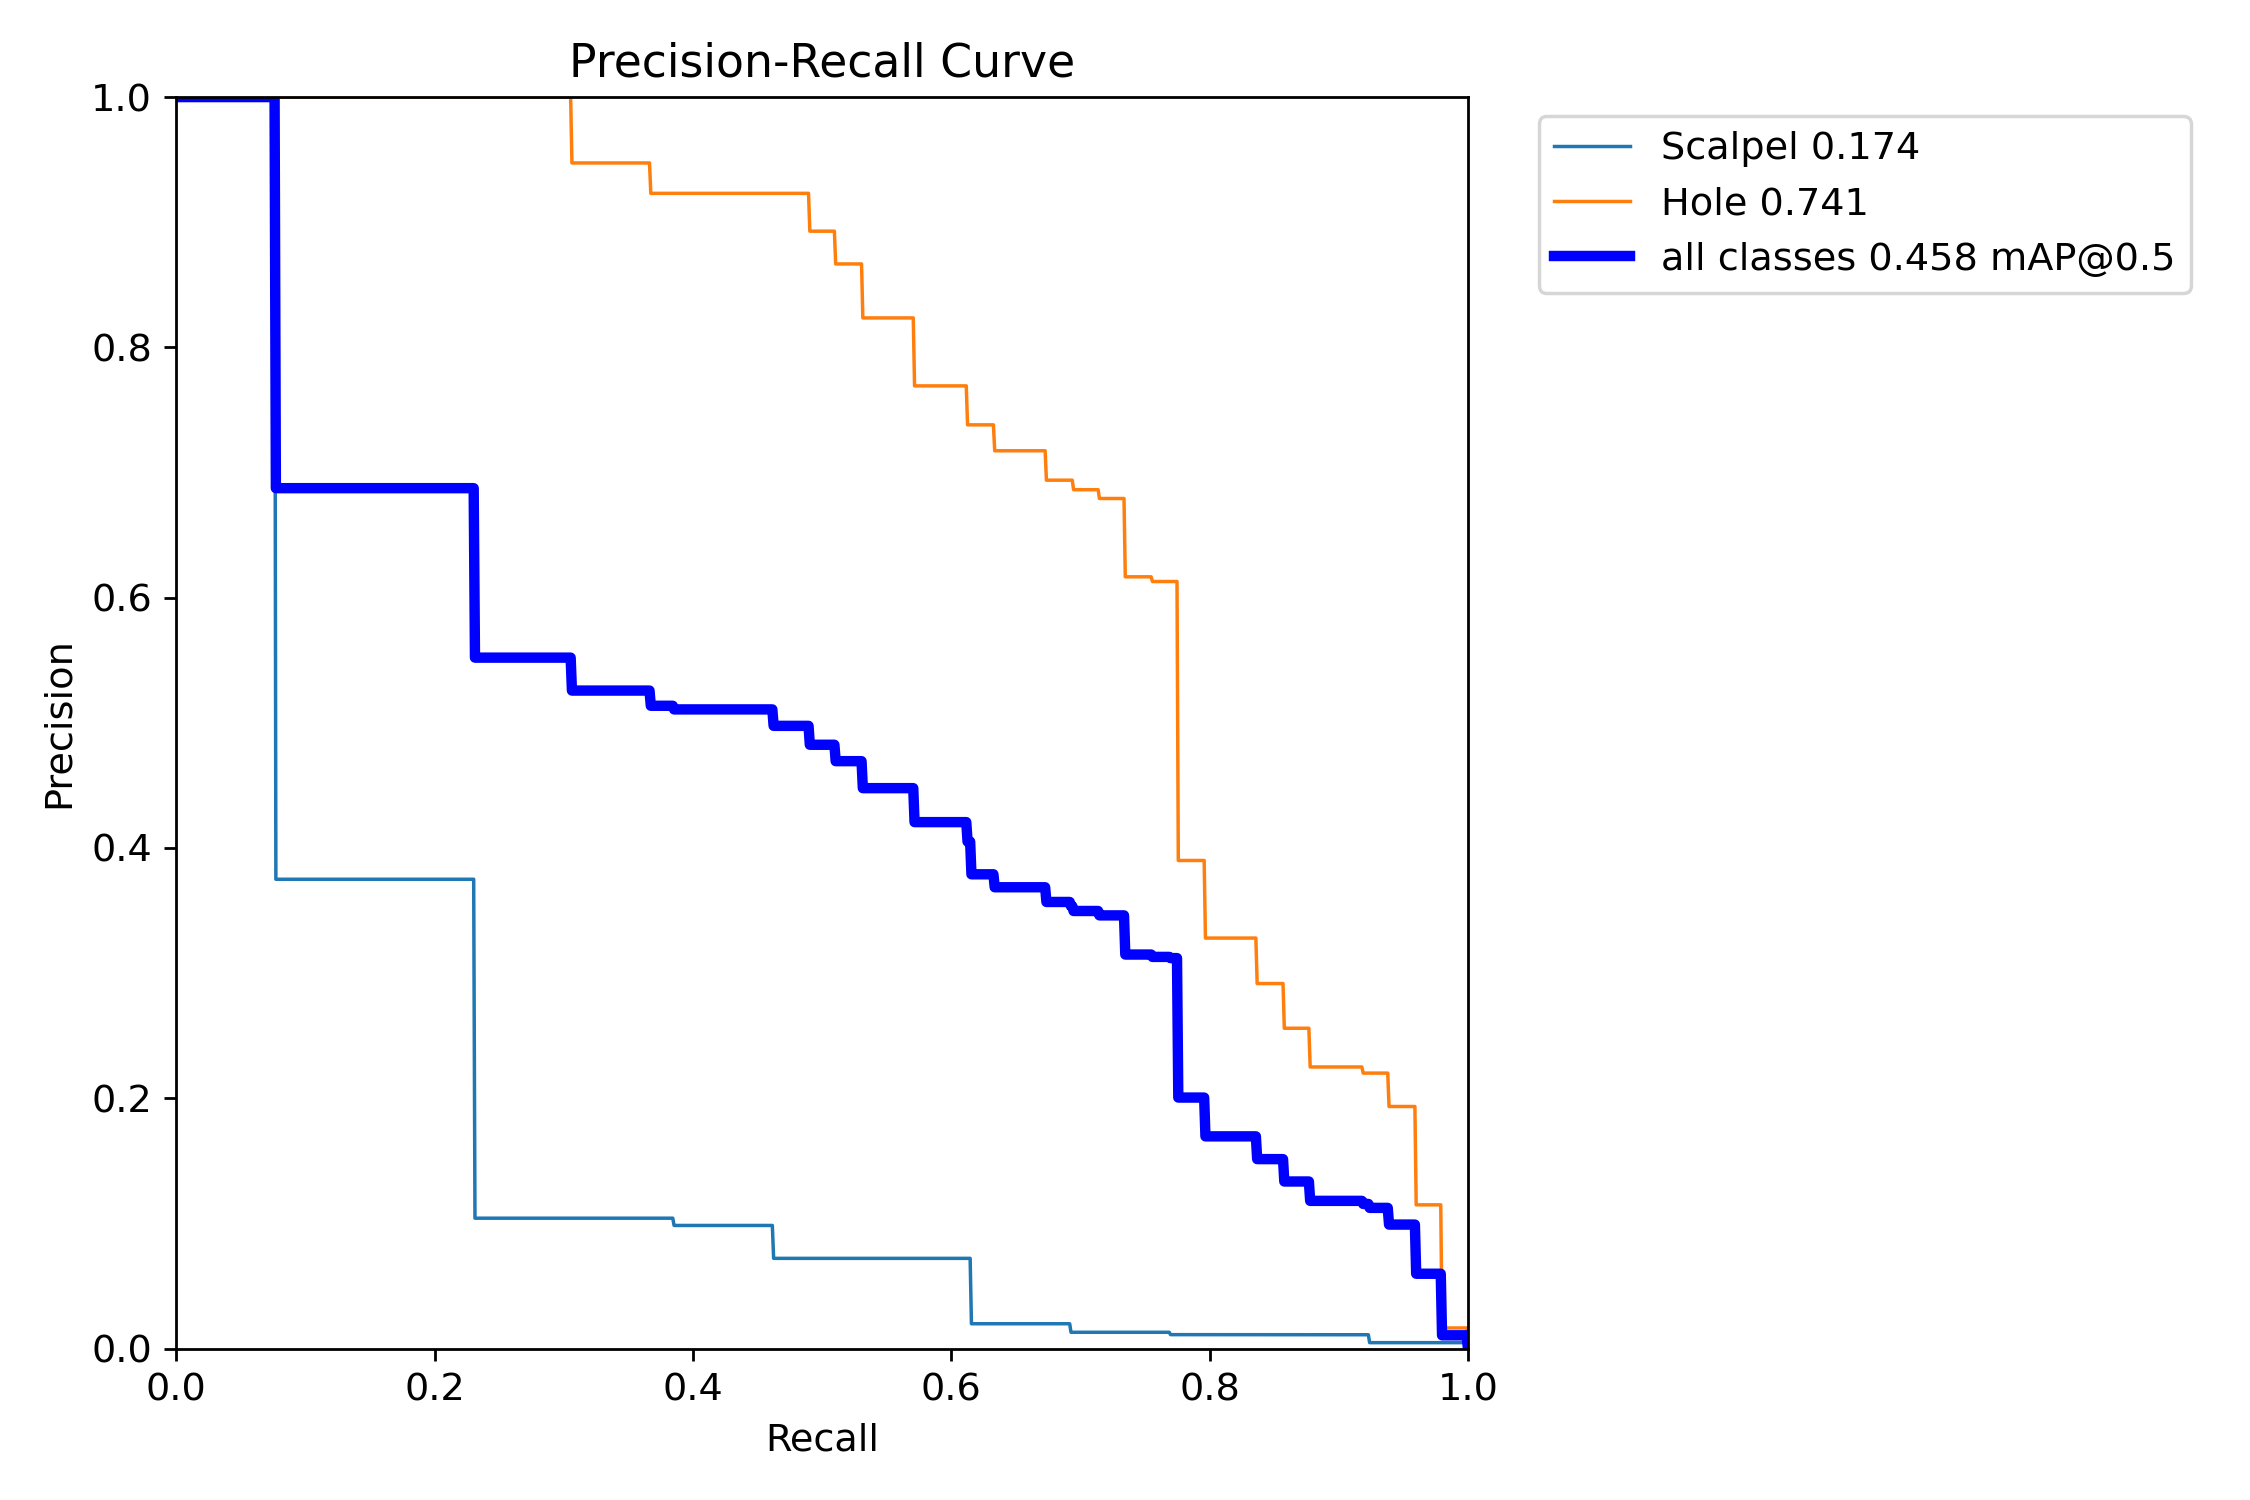 Precision-Recall Curve
1.0
0.8
0.6
0.4
0.2
0.0
Precision
0.0 0.2 0.4 0.6 0.8 1.0
Recall
Scalpel 0.174
Hole 0.741
all classes 0.458 mAP@0.5